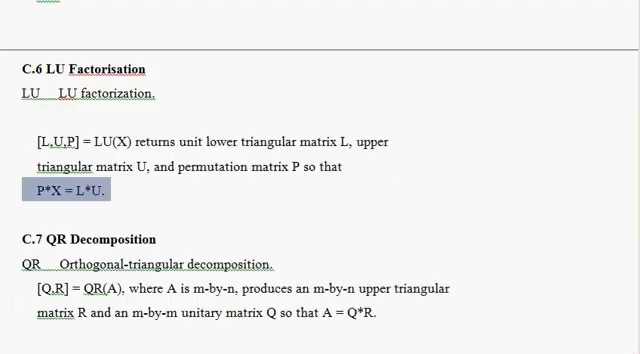 C.6 LU Factorisation
LU LU factorization.
[L,U,P] = LU(X) returns unit lower triangular matrix L, upper
triangular matrix U, and permutation matrix P so that
P*X = L*U.
C.7 QR Decomposition
QR Orthogonal-triangular decomposition.
[Q,R] = QR(A), where A is m-by-n, produces an m-by-n upper triangular
matrix R and an m-by-m unitary matrix Q so that A = Q*R.